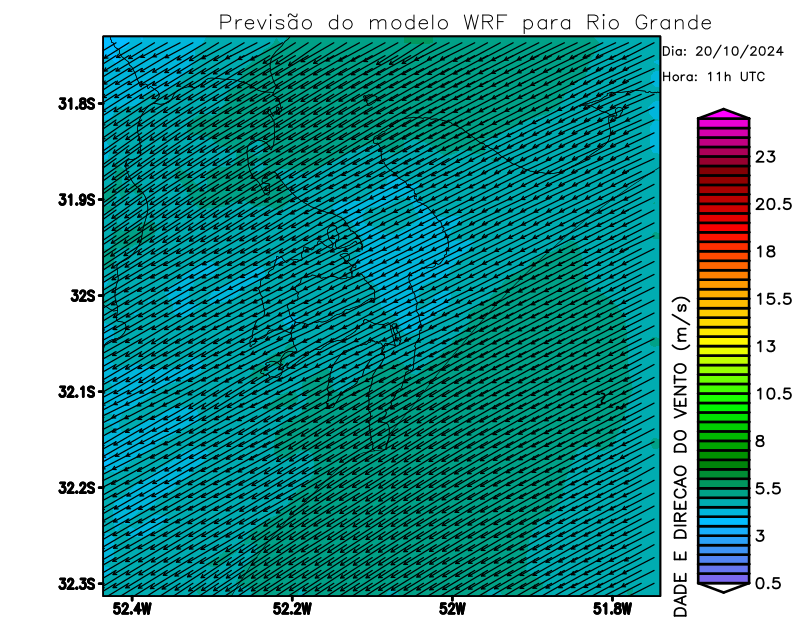 Previsão do modelo WRF para Rio Grande
Dia: 20/10/2024
Hora: 11h UTC
31.8S
31.9S
32S
32.1S
32.2S
32.3S
52.4W
52.2W
52W
51.8W
DADE E DIRECAO DO VENTO (m/s)
23
20.5
18
15.5
13
10.5
8
5.5
3
0.5